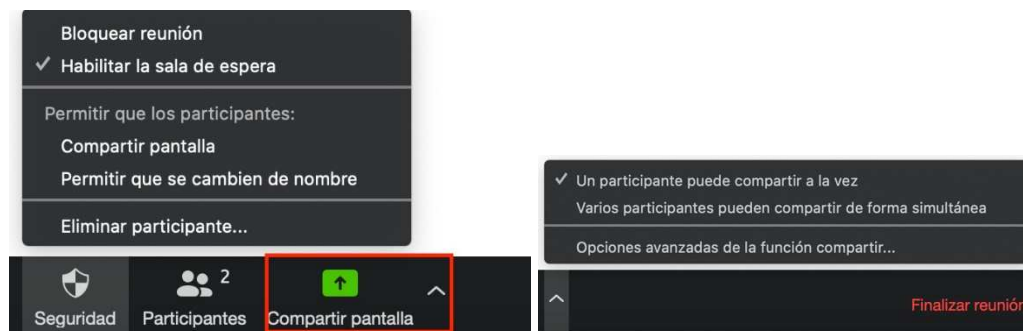 Bloquear reunión
✓ Habilitar la sala de espera
Permitir que los participantes:
Compartir pantalla
Permitir que se cambien de nombre
Eliminar participante...
2
Seguridad Participantes Compartir pantalla
✓ Un participante puede compartir a la vez
Varios participantes pueden compartir de forma simultánea
Opciones avanzadas de la función compartir...
Finalizar reunión